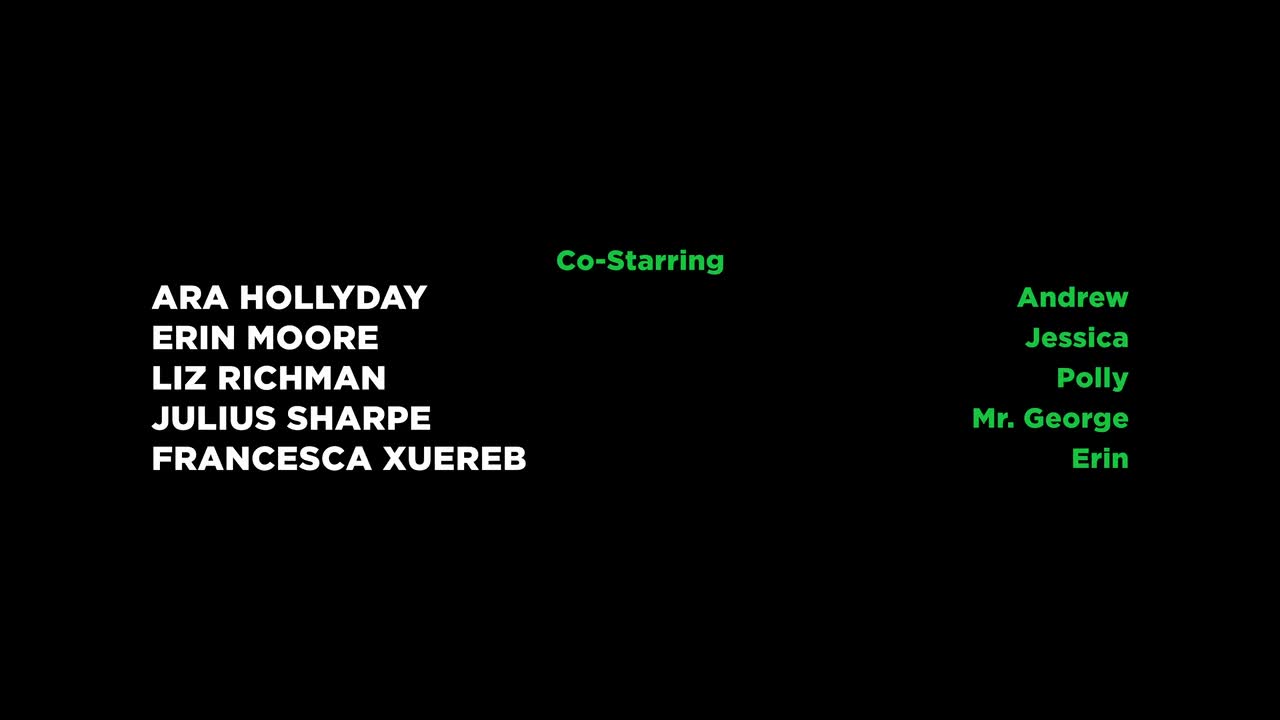 Co-Starring
ARA HOLLYDAY Andrew
ERIN MOORE Jessica
LIZ RICHMAN Polly
JULIUS SHARPE Mr. George
FRANCESCA XUEREB Erin